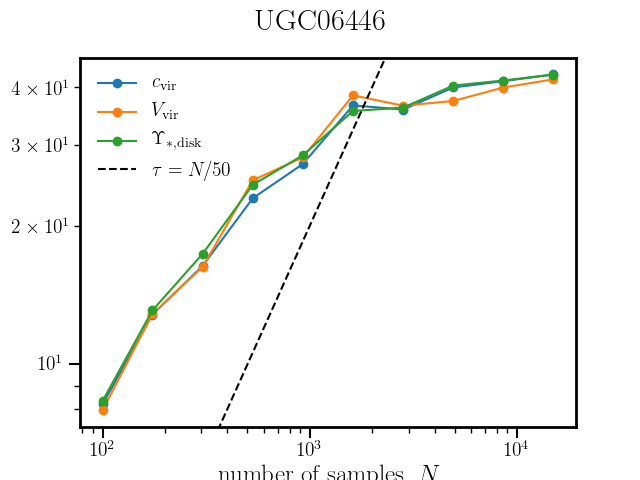 UGC06446
4 × 10¹
3 × 10¹
2 × 10¹
10¹
c_vir
V_vir
Υ_*,disk
τ = N/50
10² 10³ 10⁴
number of samples, N